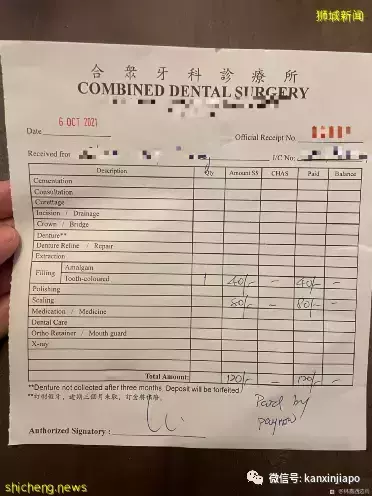 狮城新闻
合衆牙科診療所
COMBINED DENTAL SURGERY
Date 6 OCT 2021
Official Receipt No.
Received from
I/C No:
Description Qty Amount S$ CHAS Paid Balance
Cementation
Consultation
Curettage
Incision / Drainage
Crown / Bridge
Denture**
Denture Reline / Repair
Extraction
Filling Amalgam
Tooth-coloured 1 40/- - 40/- -
Polishing
Scaling 80/- - 80/- -
Medication / Medicine
Dental Care
Ortho Retainer / Mouth guard
X-ray
Total Amount: 120/- - 120/- -
**Denture not collected after three months. Deposit will be forfeited.
Paid by
paynow
Authorized Signatory :
微信号: kanxinjiapo
shicheng.news